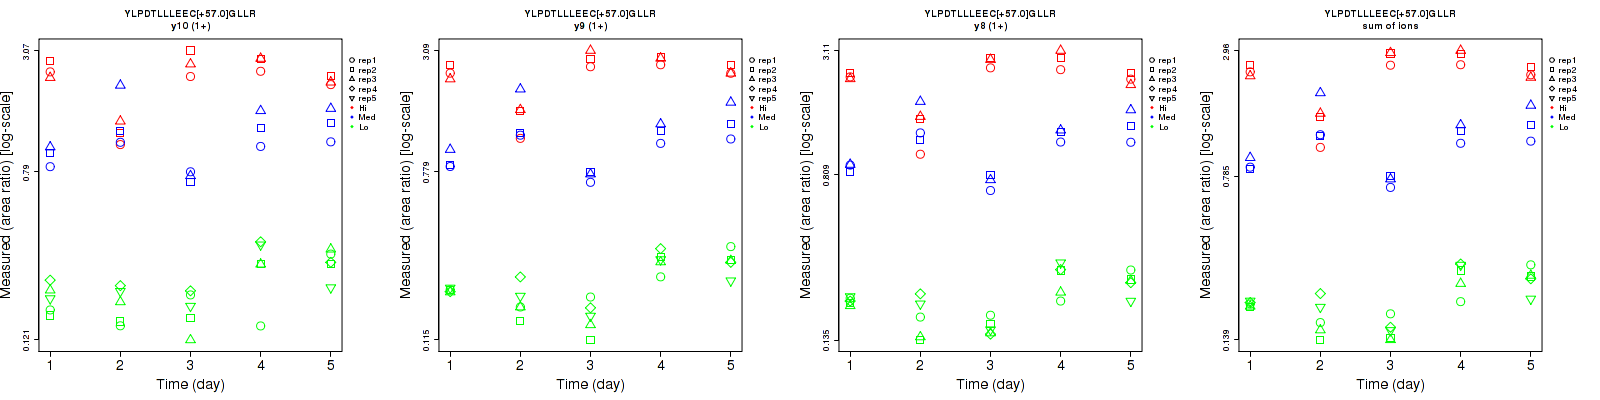 YLPDTLLLEEC[+57.0]GLLR
y10 (1+)
Measured (area ratio) [log-scale]
3.07
0.79
0.121
1 2 3 4 5
Time (day)
rep1
rep2
rep3
rep4
rep5
Hi
Med
Lo
YLPDTLLLEEC[+57.0]GLLR
y9 (1+)
Measured (area ratio) [log-scale]
3.09
0.779
0.115
1 2 3 4 5
Time (day)
rep1
rep2
rep3
rep4
rep5
Hi
Med
Lo
YLPDTLLLEEC[+57.0]GLLR
y8 (1+)
Measured (area ratio) [log-scale]
3.11
0.809
0.135
1 2 3 4 5
Time (day)
rep1
rep2
rep3
rep4
rep5
Hi
Med
Lo
YLPDTLLLEEC[+57.0]GLLR
sum of ions
Measured (area ratio) [log-scale]
2.96
0.785
0.139
1 2 3 4 5
Time (day)
rep1
rep2
rep3
rep4
rep5
Hi
Med
Lo